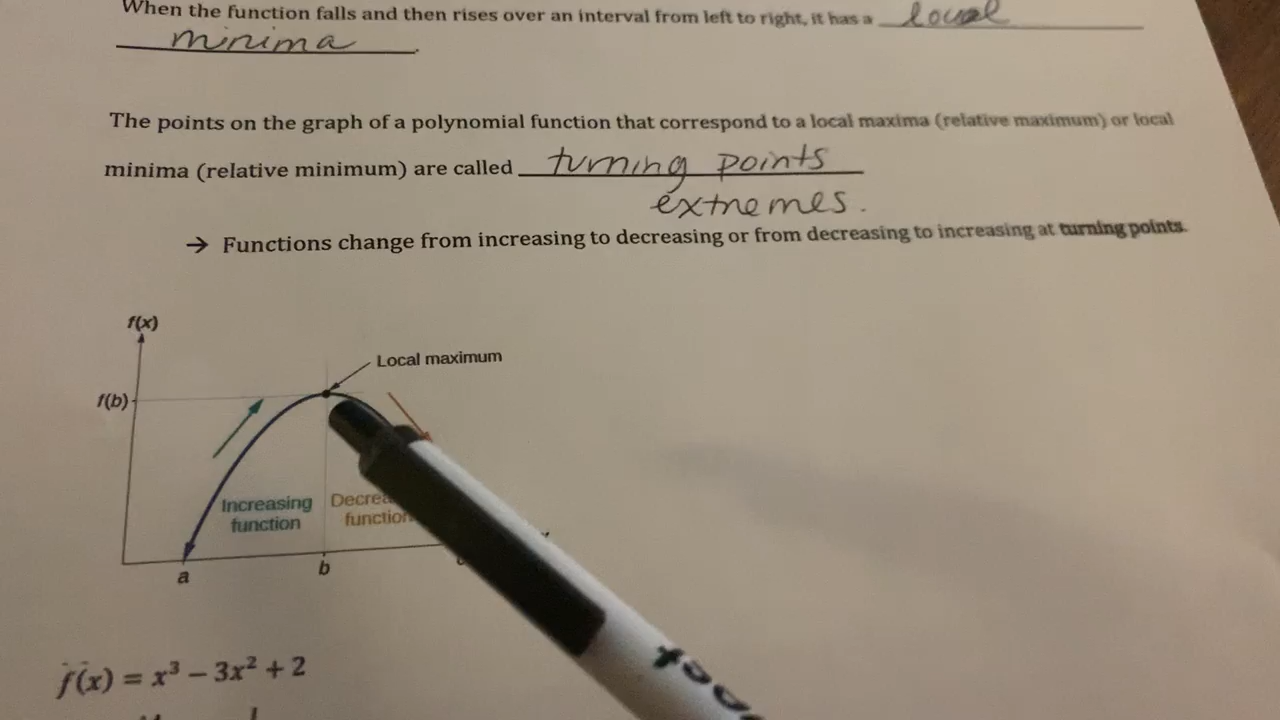 When the function falls and then rises over an interval from left to right, it has a local
minima.
The points on the graph of a polynomial function that correspond to a local maxima (relative maximum) or local
minima (relative minimum) are called turning points
extremes.
→ Functions change from increasing to decreasing or from decreasing to increasing at turning points.
f(x)
Local maximum
f(b)
Increasing
function
function
a
b
f(x) = x³ − 3x² + 2